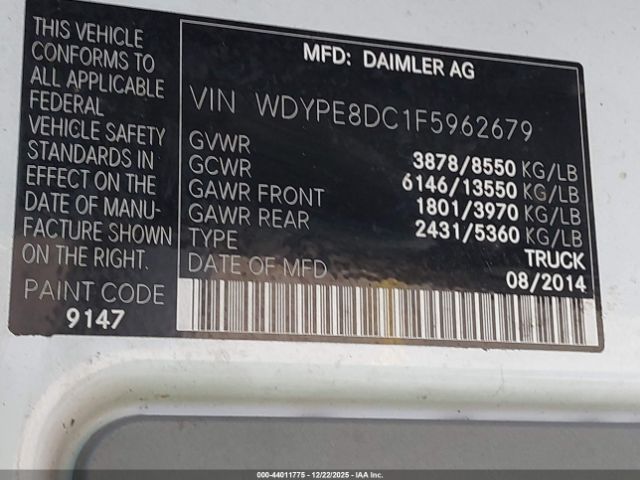 THIS VEHICLE
CONFORMS TO
ALL APPLICABLE
FEDERAL
VEHICLE SAFETY
STANDARDS IN
EFFECT ON THE
DATE OF MANU-
FACTURE SHOWN
ON THE RIGHT.
PAINT CODE
9147
MFD: DAIMLER AG
VIN WDYPE8DC1F5962679
GVWR 3878/8550 KG/LB
GCWR 6146/13550 KG/LB
GAWR FRONT 1801/3970 KG/LB
GAWR REAR 2431/5360 KG/LB
TYPE TRUCK
DATE OF MFD 08/2014
000-44011775 - 12/22/2025 - IAA Inc.